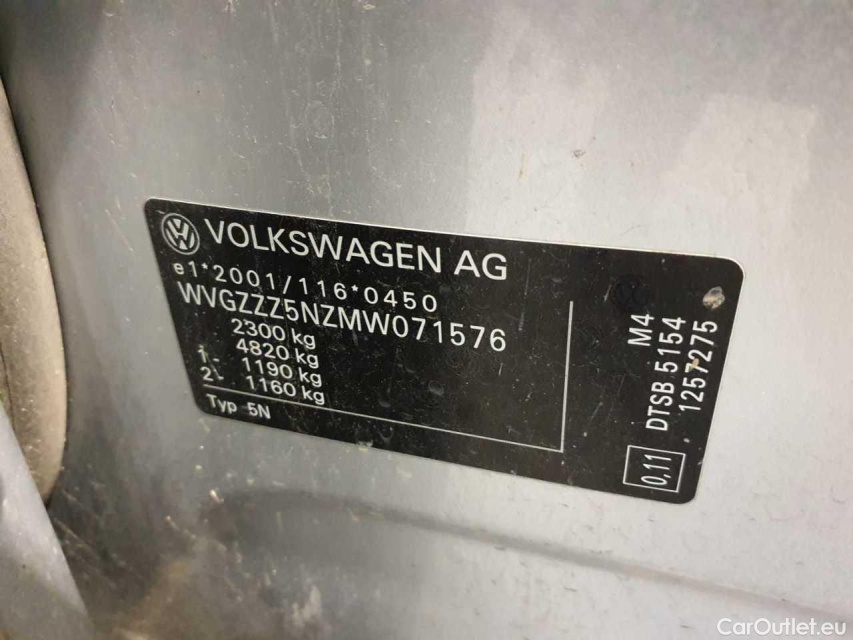 VOLKSWAGEN AG
e1*2001/116*0450
WVGZZZ5NZMW071576
2300 kg
4820 kg
1- 1190 kg
2- 1160 kg
Typ 5N
M4
DTSB 5154
1257275
0,11
CarOutlet.eu